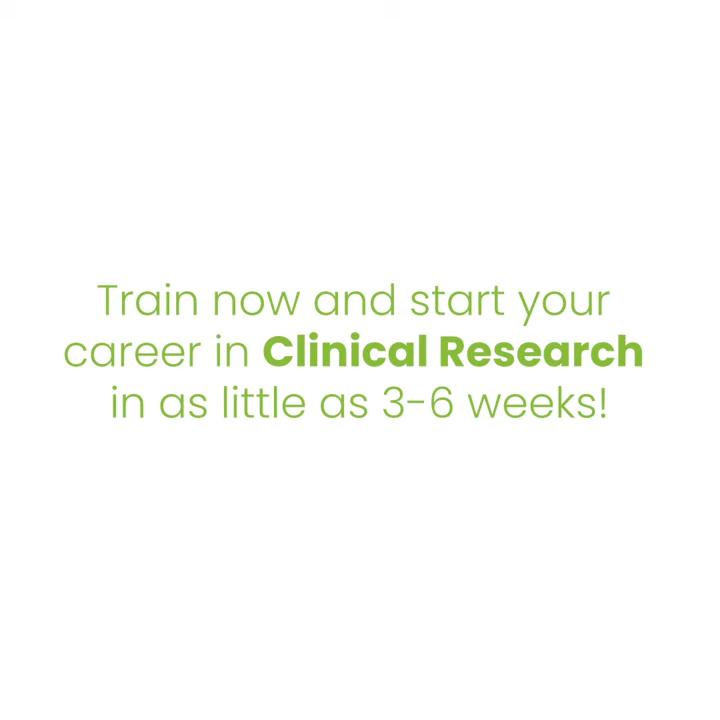 Train now and start your
career in Clinical Research
in as little as 3-6 weeks!